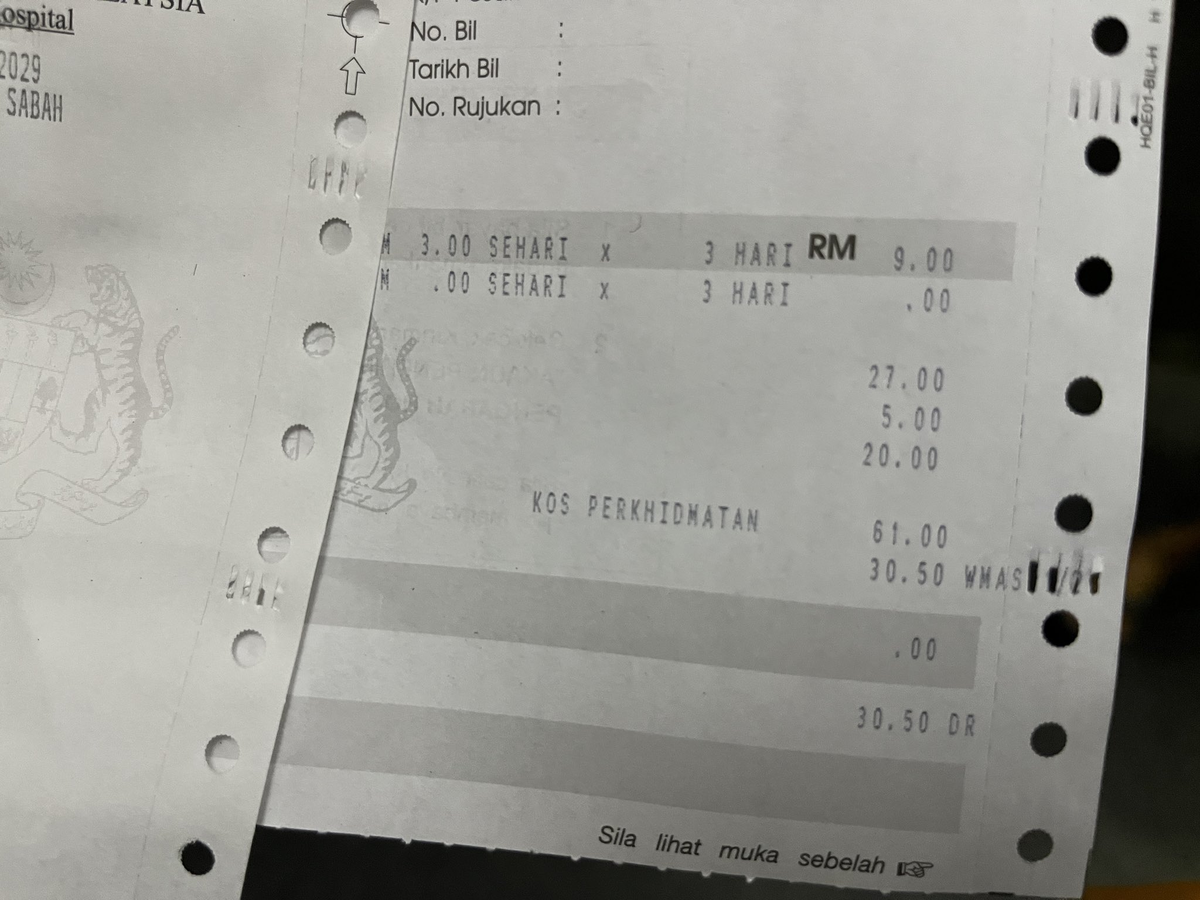 ospital
2029
SABAH
No. Bil :
Tarikh Bil :
No. Rujukan :
HQE01-BIL-H
H
M 3.00 SEHARI x 3 HARI RM 9.00
M .00 SEHARI x 3 HARI .00
27.00
5.00
20.00
KOS PERKHIDMATAN 61.00
30.50 WMAS
.00
30.50 DR
Sila lihat muka sebelah